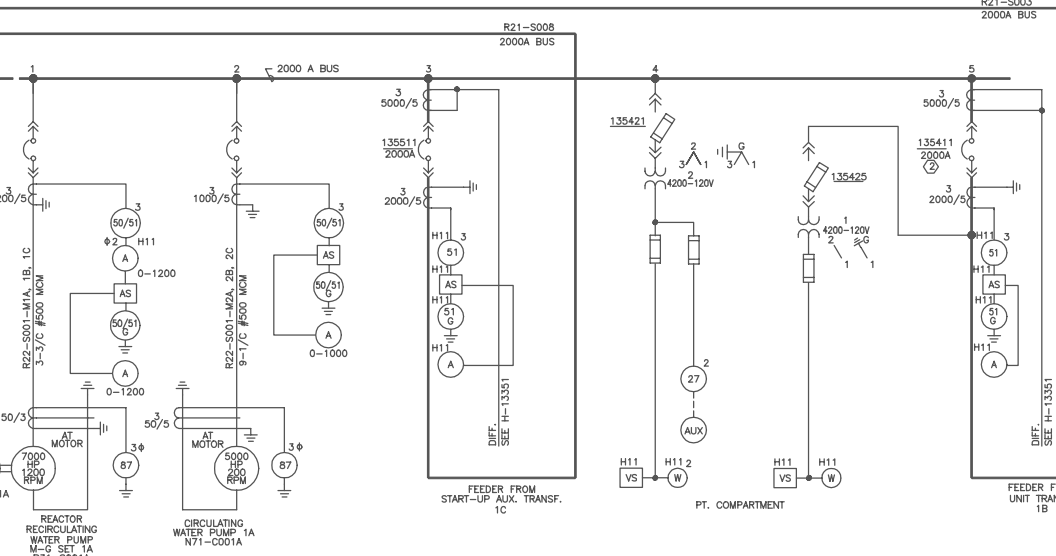 R21-S003
2000A BUS
R21-S008
2000A BUS
1
2
2000 A BUS
3
4
5
3
5000/5
135511
2000A
3
2000/5
H11
3
51
H11
AS
H11
51
G
H11
A
DIFF.
SEE H-13351
FEEDER FROM
START-UP AUX. TRANSF.
1C
3
200/5
3
50/51
Φ2
H11
A
0-1200
AS
50/51
G
A
0-1200
R22-S001-M1A, 1B, 1C
3-3/C #500 MCM
50/3
AT
MOTOR
3Φ
87
7000
HP
1200
RPM
1A
REACTOR
RECIRCULATING
WATER PUMP
M-G SET 1A
3
1000/5
3
50/51
AS
50/51
G
A
0-1000
R22-S001-M2A, 2B, 2C
9-1/C #500 MCM
3
50/5
AT
MOTOR
3Φ
87
5000
HP
200
RPM
CIRCULATING
WATER PUMP 1A
N71-C001A
135421
2
3
1
G
3
1
2
4200-120V
27
2
AUX
H11
VS
H11
2
W
PT. COMPARTMENT
135425
1
4200-120V
2
1
G
1
H11
VS
H11
W
3
5000/5
135411
2000A
2
3
2000/5
H11
3
51
H11
AS
H11
51
G
H11
A
DIFF.
SEE H-13351
FEEDER F
UNIT TRAN
1B